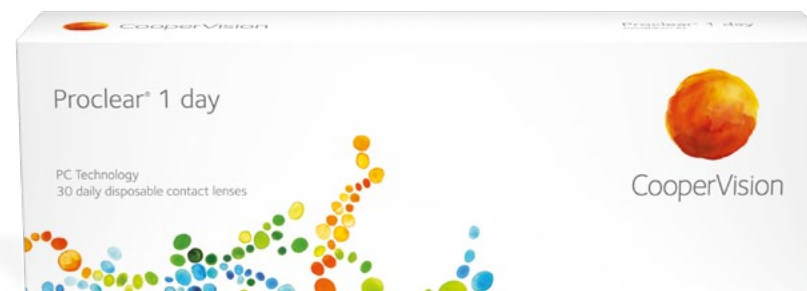 CooperVision
Proclear® 1 day
Proclear® 1 day
PC Technology
30 daily disposable contact lenses
CooperVision